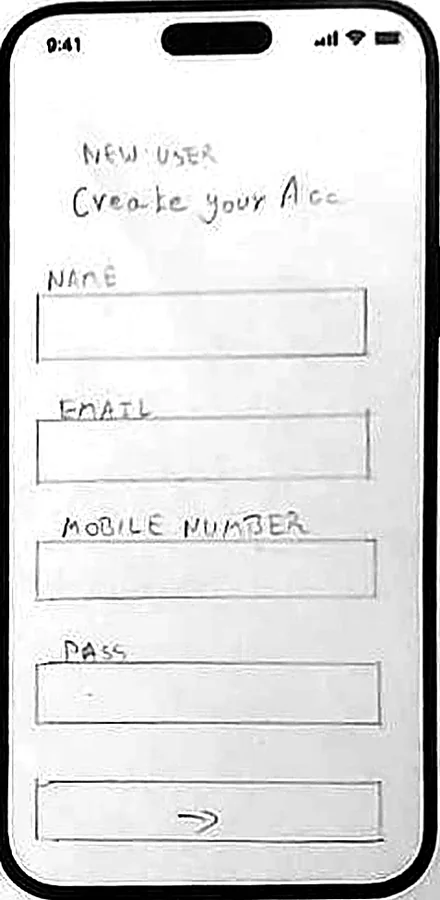 9:41
NEW USER
Create your Acc
NAME
EMAIL
MOBILE NUMBER
PASS